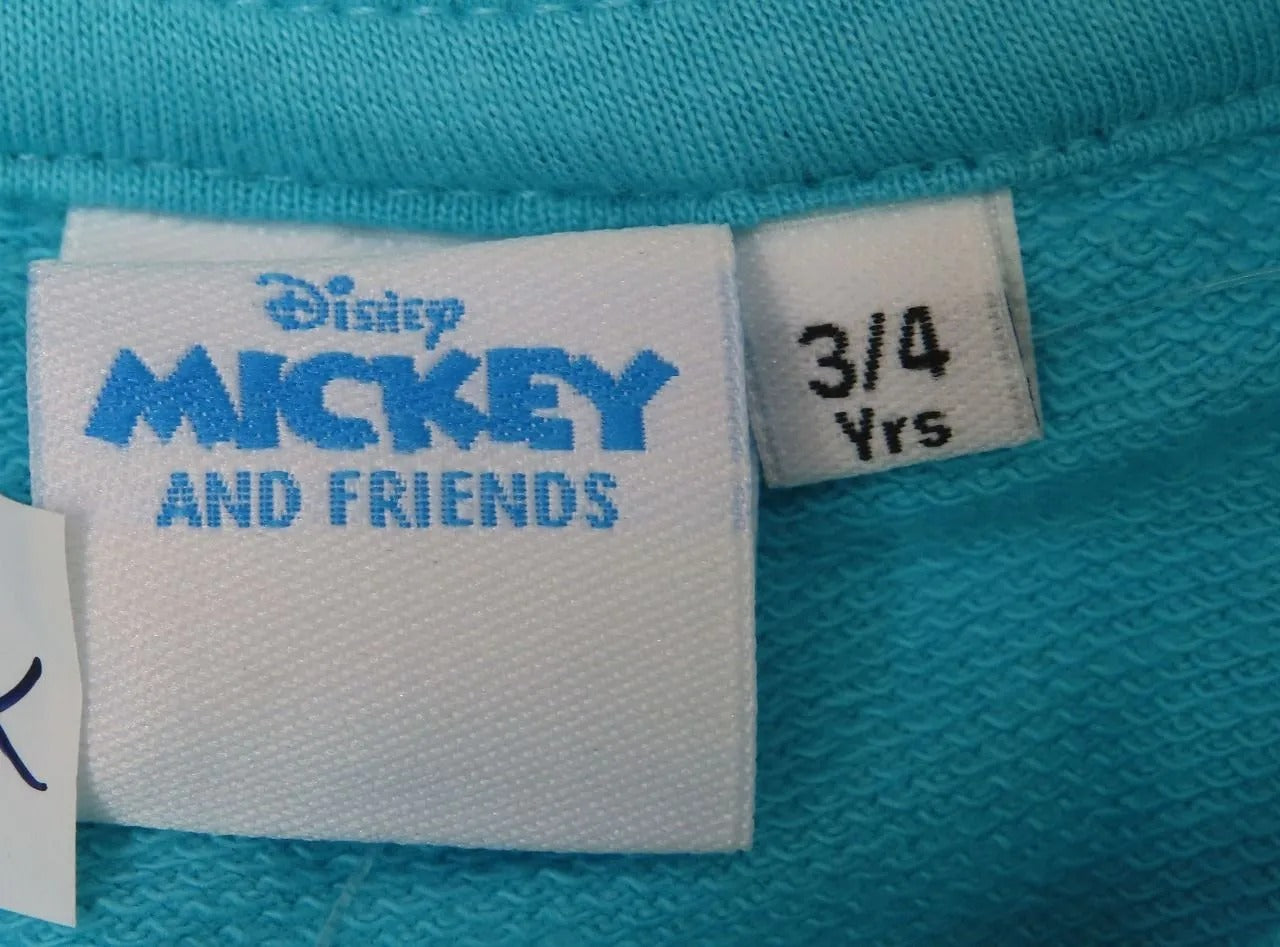 Disney
MICKEY
AND FRIENDS
3/4
Yrs